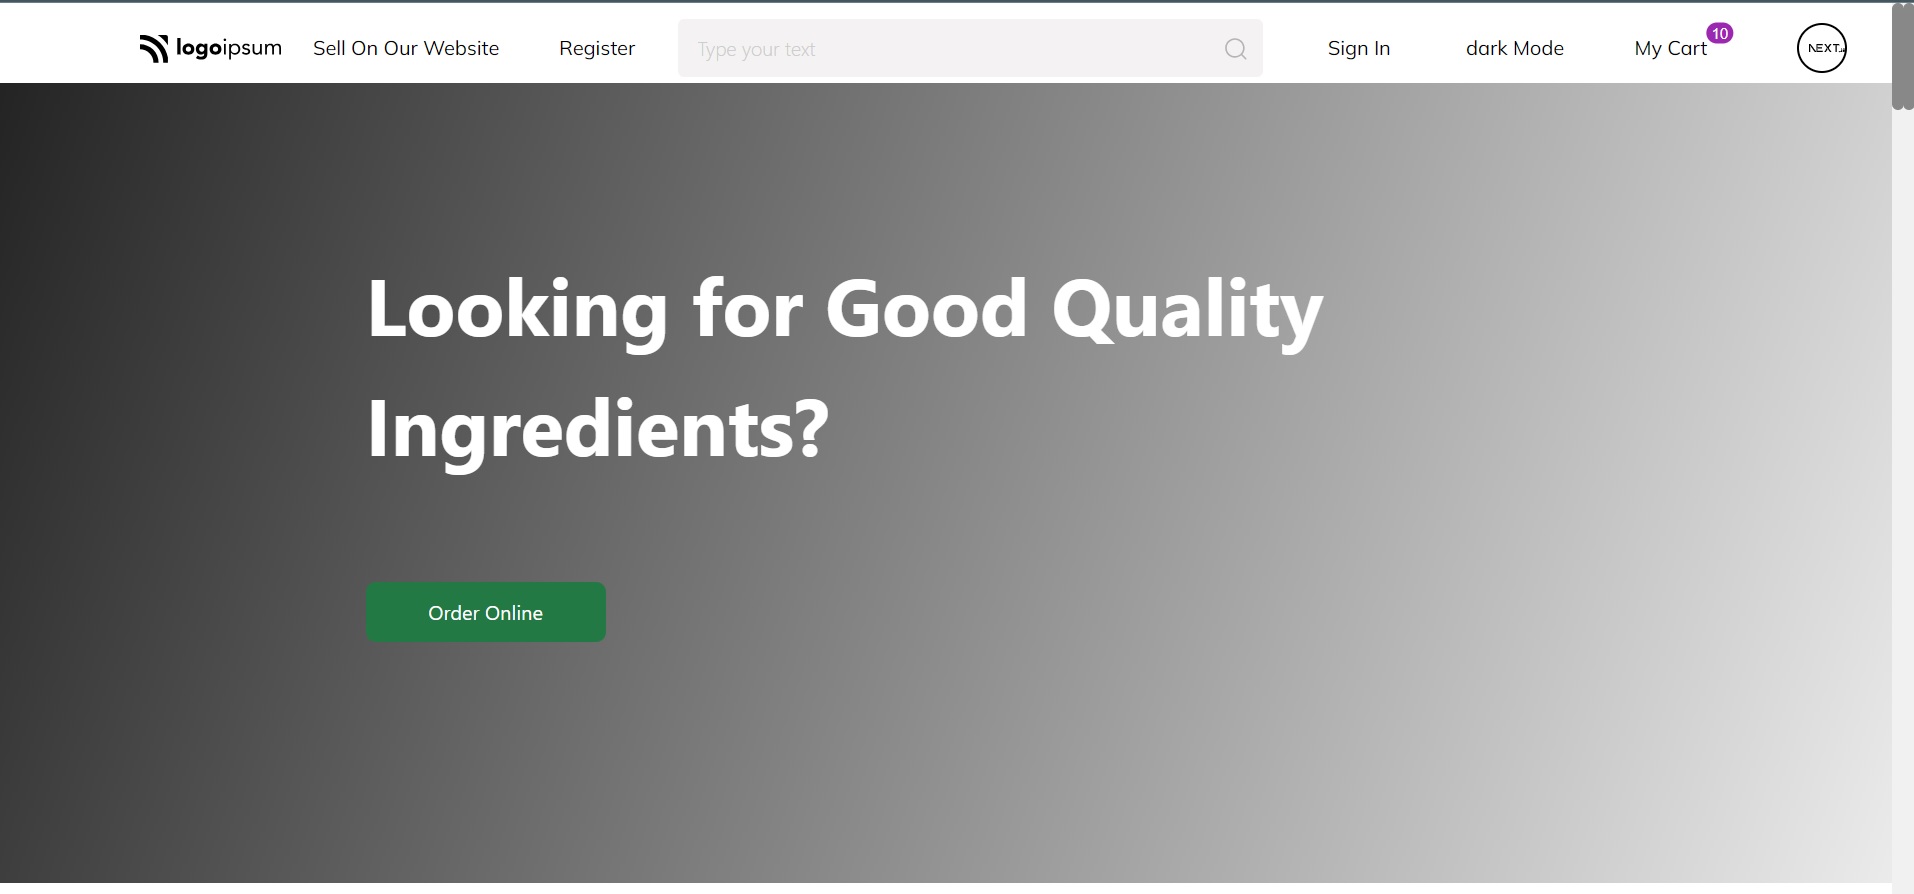 logoipsum Sell On Our Website Register Type your text Sign In dark Mode My Cart 10 NEXT.
Looking for Good Quality
Ingredients?
Order Online